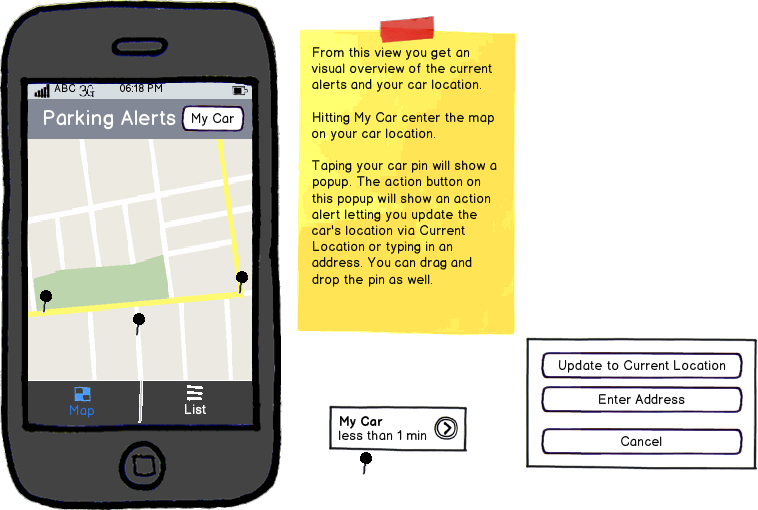 ABC 3G 06:18 PM
Parking Alerts
My Car
Map
List
From this view you get an
visual overview of the current
alerts and your car location.
Hitting My Car center the map
on your car location.
Taping your car pin will show a
popup. The action button on
this popup will show an action
alert letting you update the
car's location via Current
Location or typing in an
address. You can drag and
drop the pin as well.
My Car
less than 1 min
Update to Current Location
Enter Address
Cancel